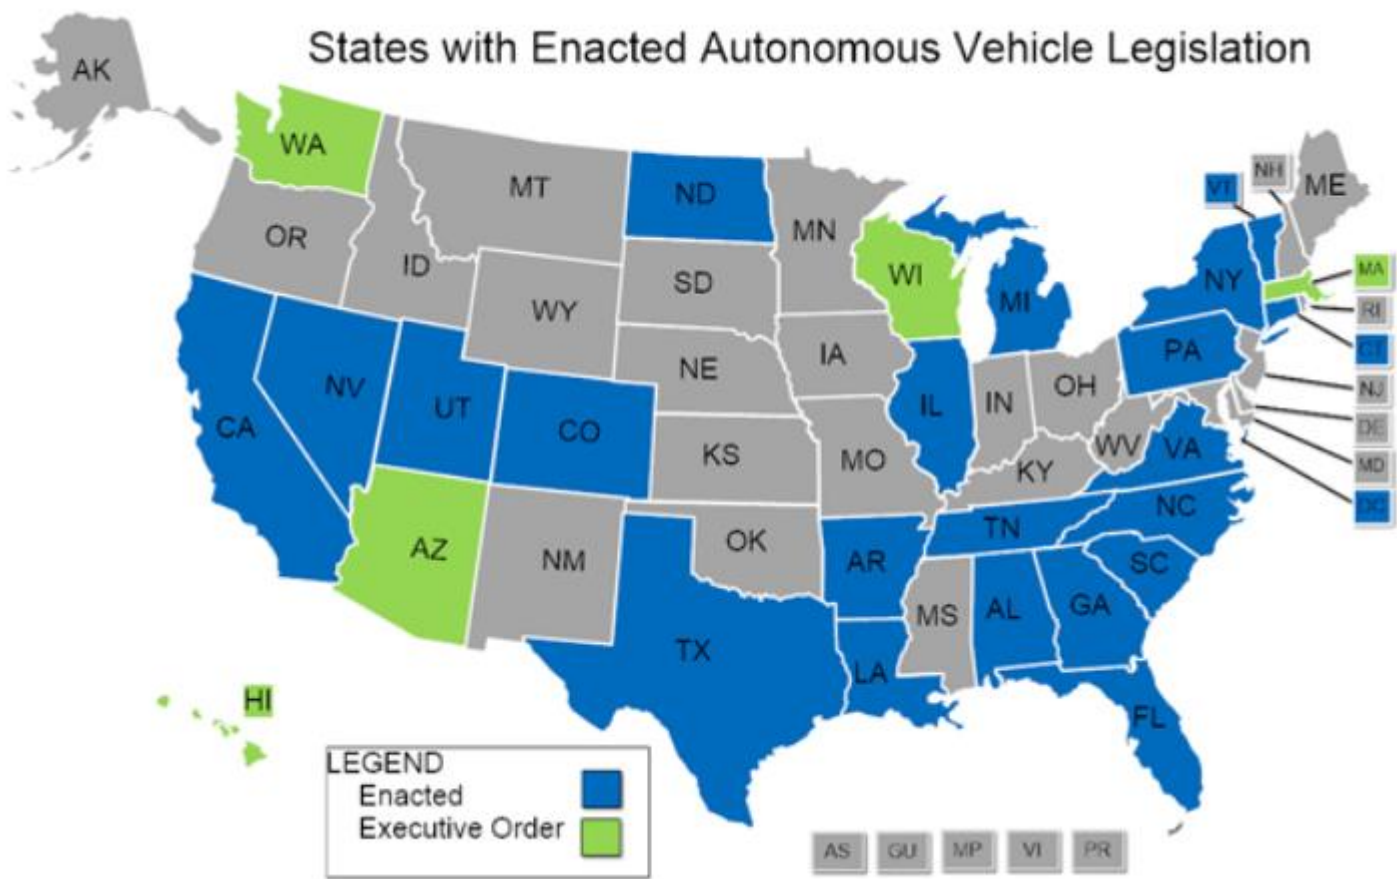 States with Enacted Autonomous Vehicle Legislation
AK
WA
MT
ND
MN
VT
NH
ME
OR
ID
SD
WI
MI
NY
MA
WY
RI
IA
PA
CT
NE
NV
UT
CO
IL
IN
OH
NJ
CA
DE
KS
MO
WV
VA
MD
KY
DC
NC
TN
AZ
NM
OK
AR
SC
MS
AL
GA
TX
LA
HI
FL
LEGEND
Enacted
Executive Order
AS
GU
MP
VI
PR